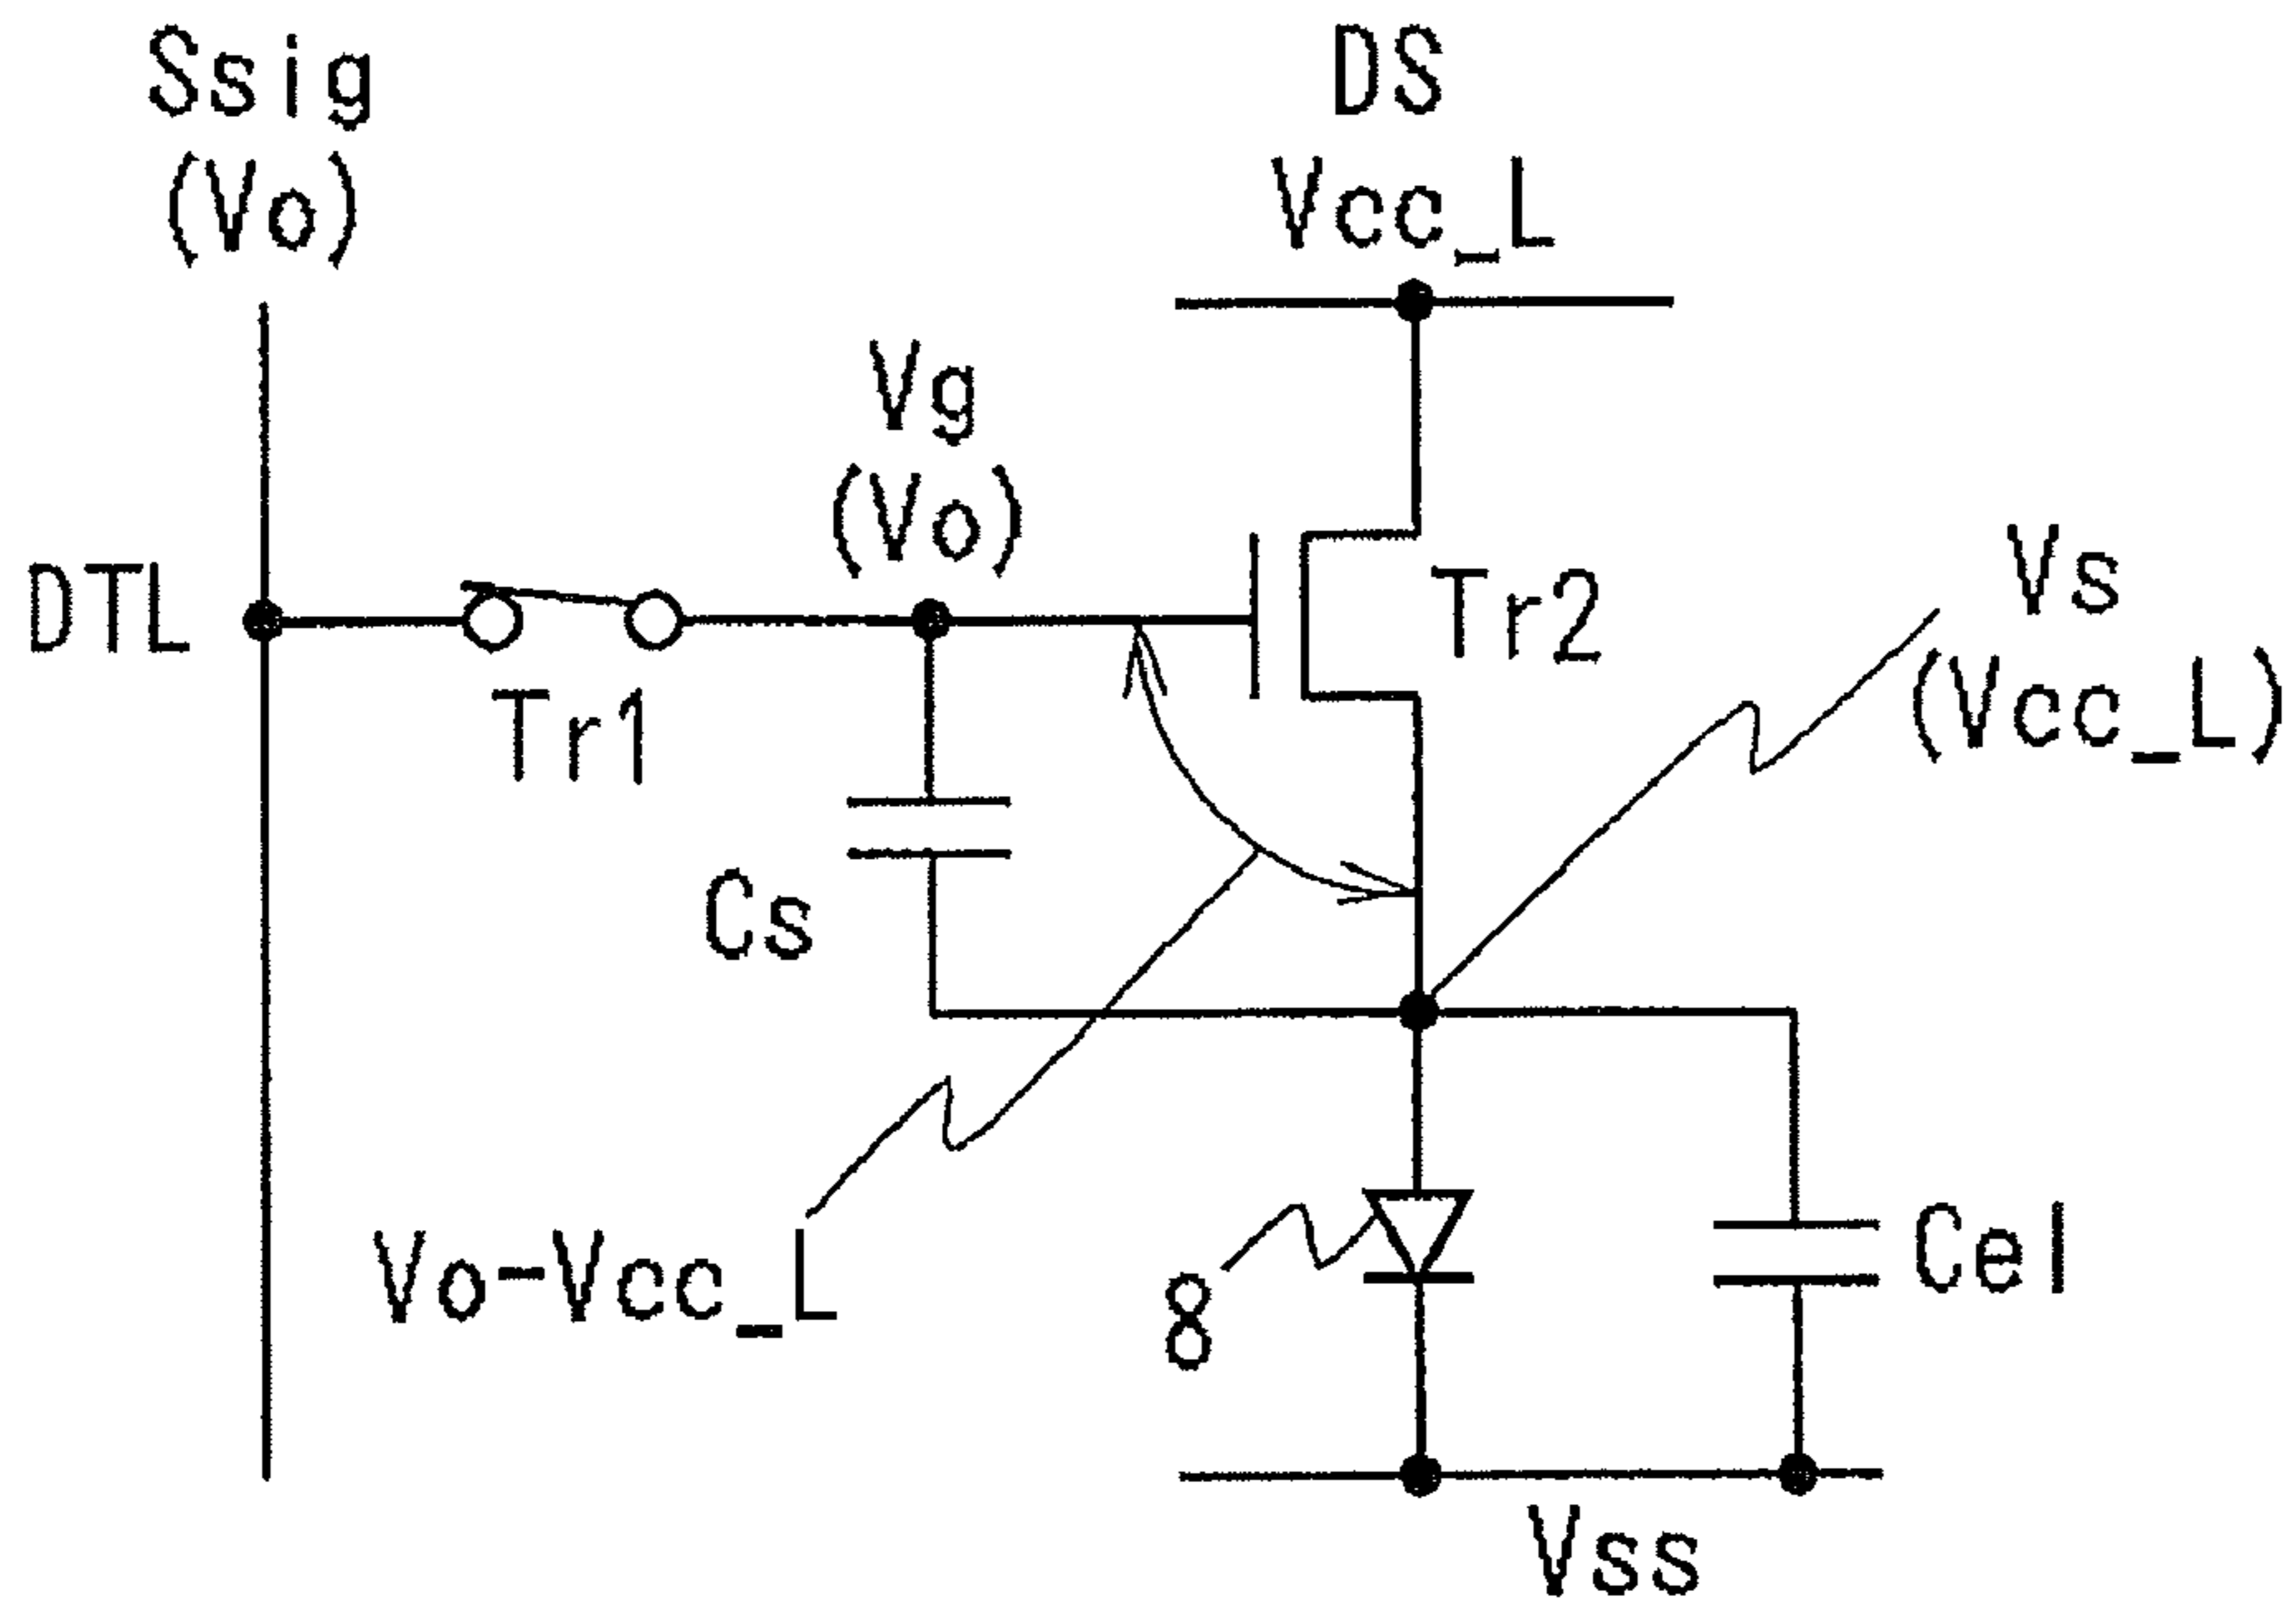 Ssig
(Vo)
DS
Vcc_L
Vg
(Vo)
DTL
Tr1
Tr2
Vs
(Vcc_L)
Cs
Vo-Vcc_L
8
Cel
Vss